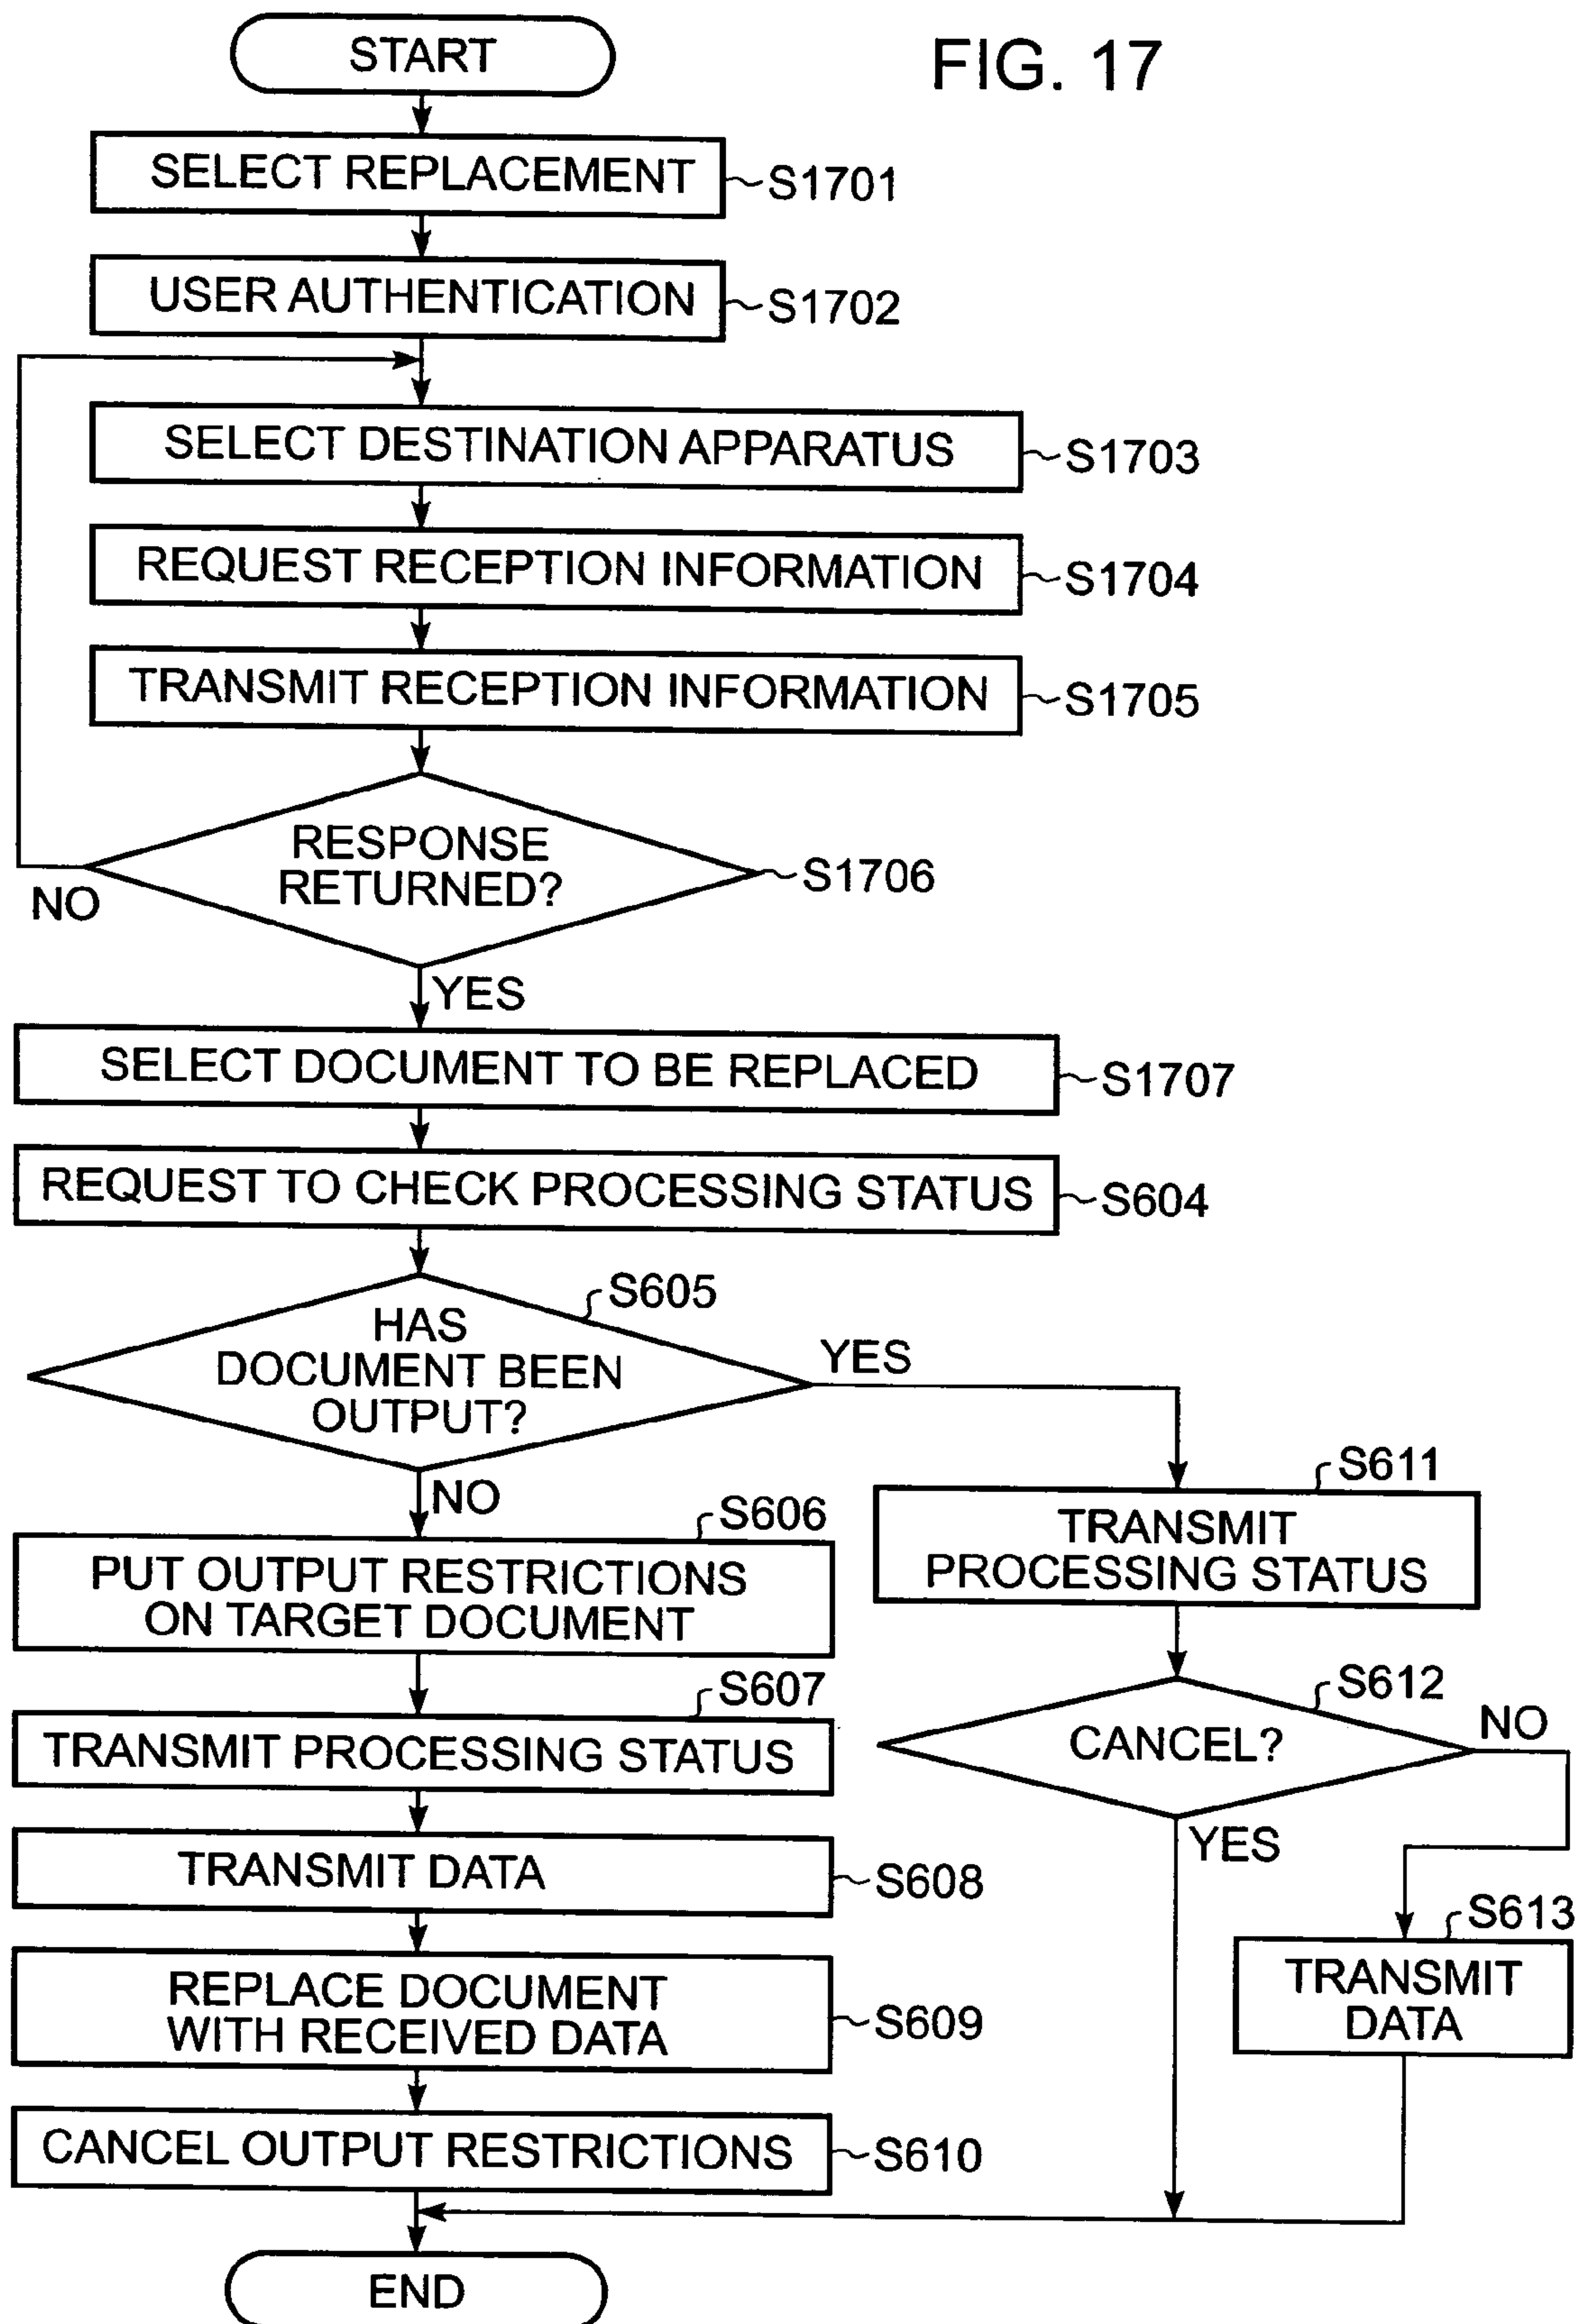 START
FIG. 17
SELECT REPLACEMENT
S1701
USER AUTHENTICATION
S1702
SELECT DESTINATION APPARATUS
S1703
REQUEST RECEPTION INFORMATION
S1704
TRANSMIT RECEPTION INFORMATION
S1705
RESPONSE
RETURNED?
S1706
NO
YES
SELECT DOCUMENT TO BE REPLACED
S1707
REQUEST TO CHECK PROCESSING STATUS
S604
S605
HAS
DOCUMENT BEEN
OUTPUT?
YES
NO
S606
PUT OUTPUT RESTRICTIONS
ON TARGET DOCUMENT
S611
TRANSMIT
PROCESSING STATUS
S607
TRANSMIT PROCESSING STATUS
S612
CANCEL?
NO
YES
TRANSMIT DATA
S608
S613
TRANSMIT
DATA
REPLACE DOCUMENT
WITH RECEIVED DATA
S609
CANCEL OUTPUT RESTRICTIONS
S610
END